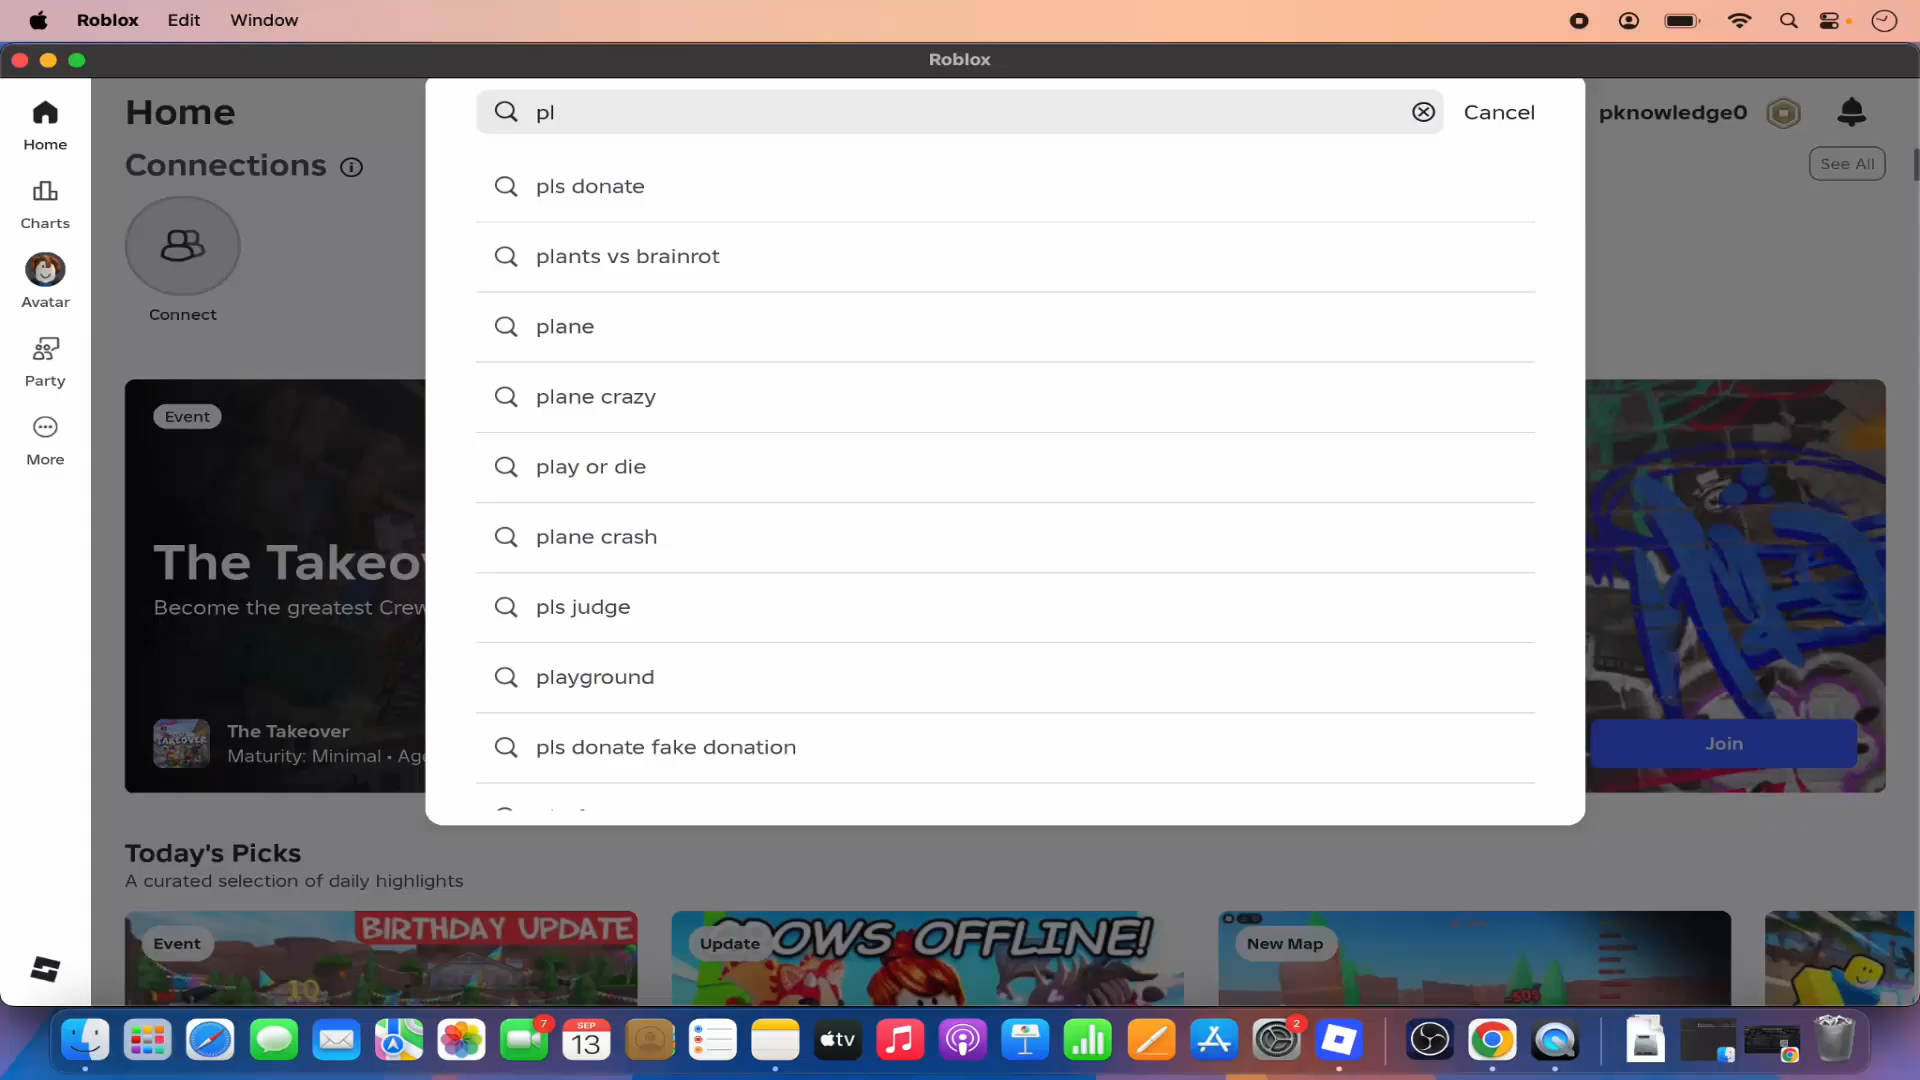 Roblox Edit Window
Roblox
Home
Home
Charts
Avatar
Party
More
Connections
Connect
pl
Cancel
pknowledge0
See All
pls donate
plants vs brainrot
plane
plane crazy
play or die
plane crash
pls judge
playground
pls donate fake donation
Event
The Takeo
Become the greatest Crew
The Takeover
Maturity: Minimal • Ag
Join
Today's Picks
A curated selection of daily highlights
Event
BIRTHDAY UPDATE
Update
OWS OFFLINE!
New Map
7
SEP
13
tv
2